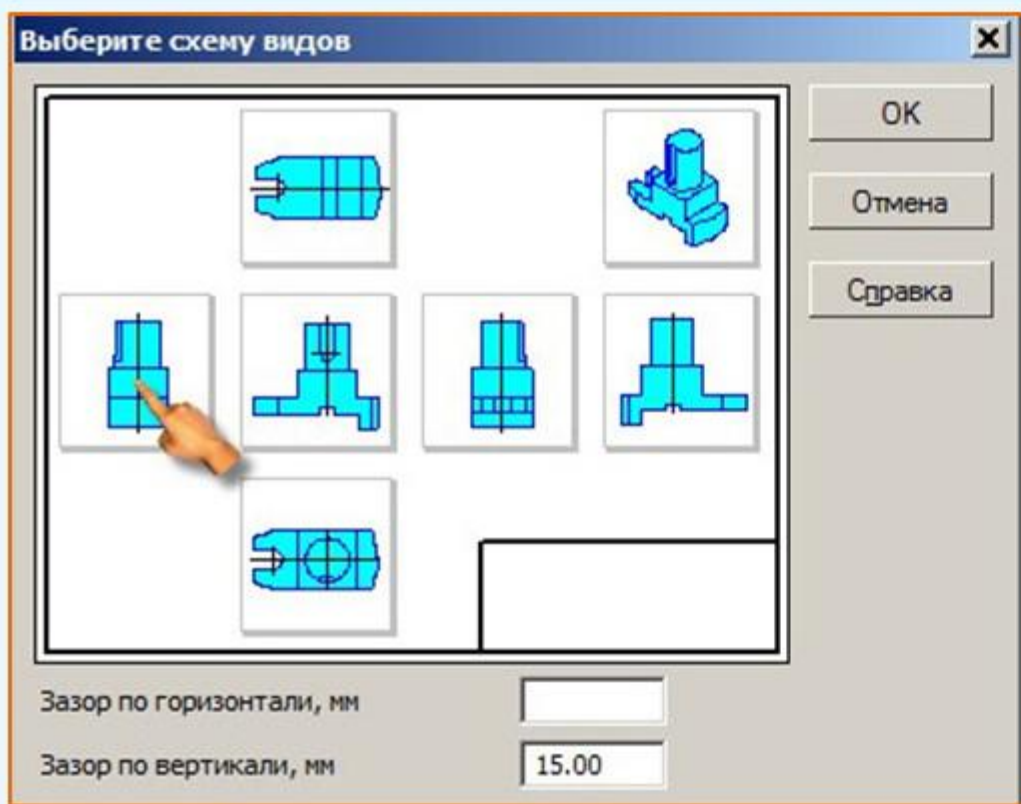 Выберите схему видов
OK
Отмена
Справка
Зазор по горизонтали, мм
Зазор по вертикали, мм 15.00